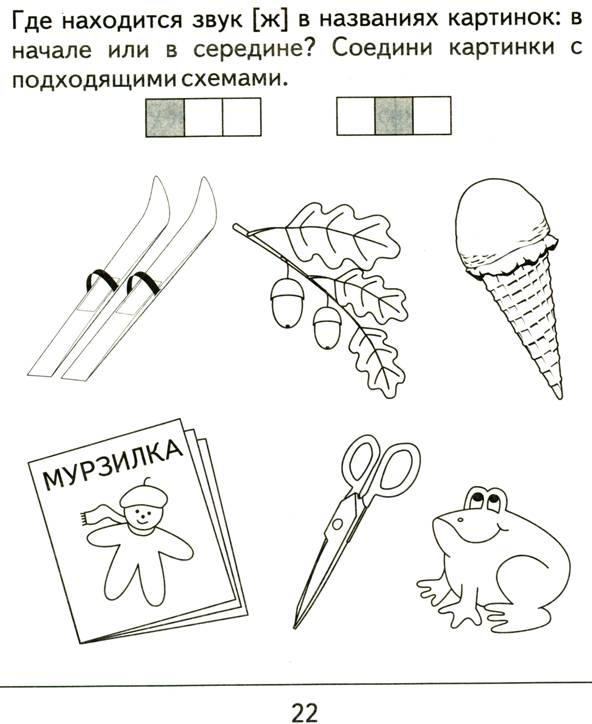 Где находится звук [ж] в названиях картинок: в
начале или в середине? Соедини картинки с
подходящими схемами.
МУРЗИЛКА
22